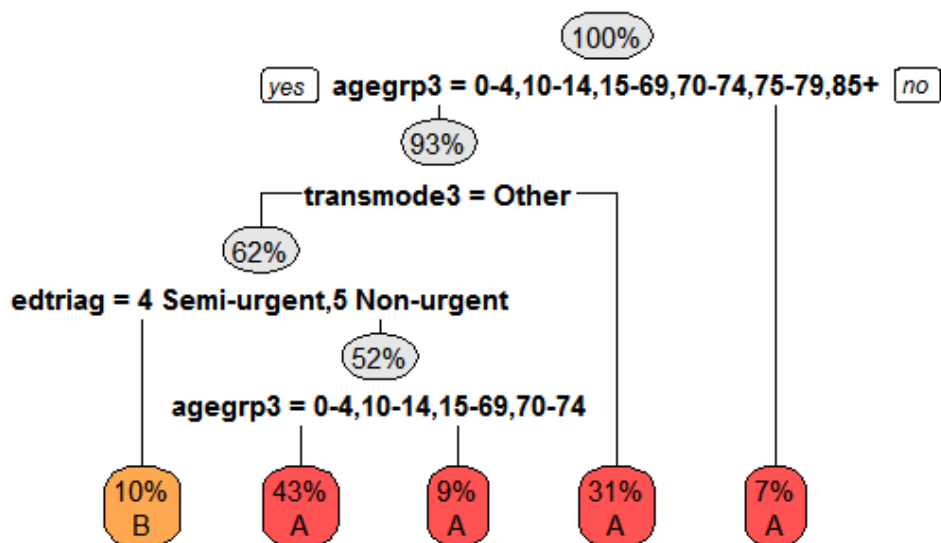 100%
yes agegrp3 = 0-4,10-14,15-69,70-74,75-79,85+ no
93%
transmode3 = Other
62%
edtriag = 4 Semi-urgent,5 Non-urgent
52%
agegrp3 = 0-4,10-14,15-69,70-74
10% 43% 9% 31% 7%
B A A A A